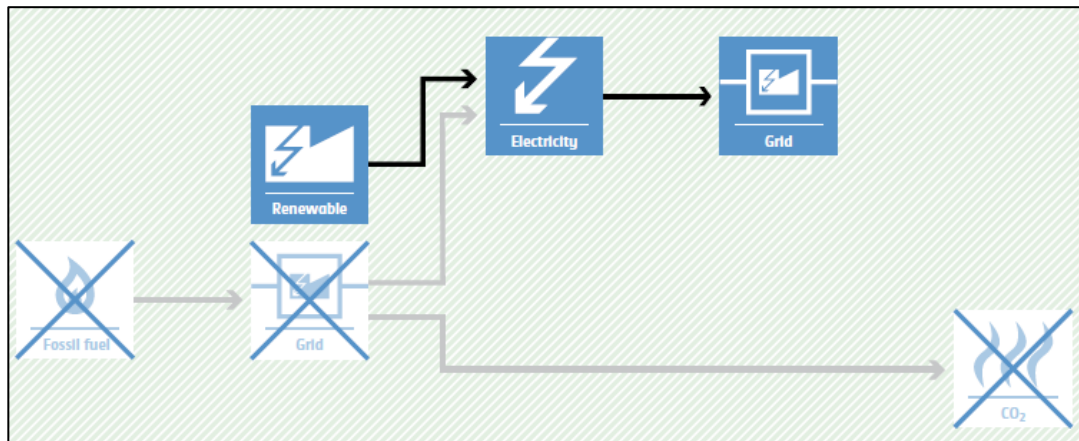 Electricity
Grid
Renewable
Fossil fuel
Grid
CO₂